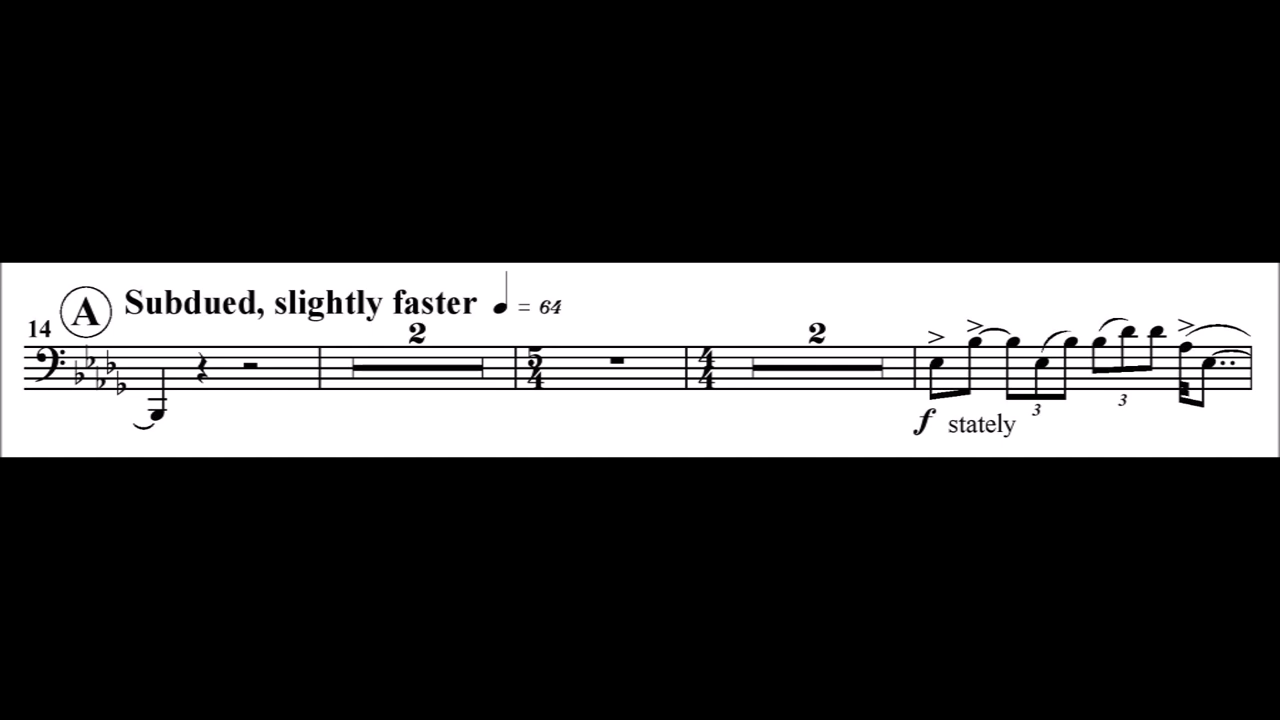 A Subdued, slightly faster ♩ = 64
14
2 2
5 4
4 4
3 3
f stately